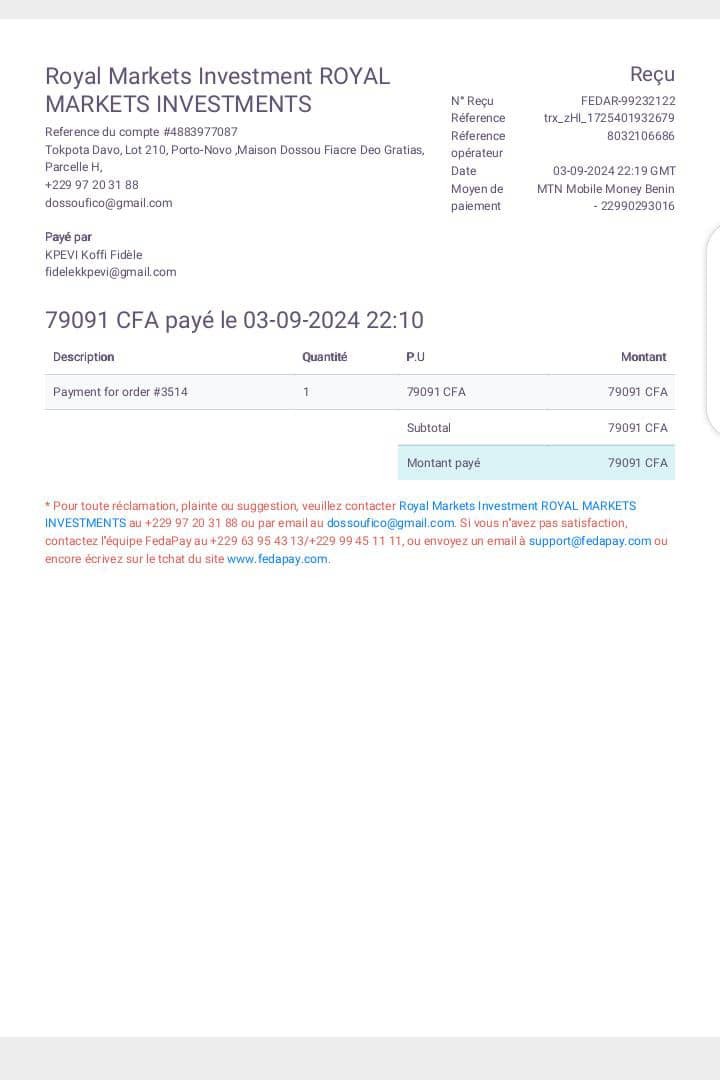 Royal Markets Investment ROYAL
MARKETS INVESTMENTS
Reference du compte #4883977087
Tokpota Davo, Lot 210, Porto-Novo ,Maison Dossou Fiacre Deo Gratias,
Parcelle H,
+229 97 20 31 88
dossoufico@gmail.com
Payé par
KPEVI Koffi Fidèle
fidelekkpevi@gmail.com
Reçu
N° Reçu FEDAR-99232122
Réference trx_zHl_1725401932679
Réference 8032106686
opérateur
Date 03-09-2024 22:19 GMT
Moyen de MTN Mobile Money Benin
paiement - 22990293016
79091 CFA payé le 03-09-2024 22:10
Description Quantité P.U Montant
Payment for order #3514 1 79091 CFA 79091 CFA
Subtotal 79091 CFA
Montant payé 79091 CFA
* Pour toute réclamation, plainte ou suggestion, veuillez contacter Royal Markets Investment ROYAL MARKETS
INVESTMENTS au +229 97 20 31 88 ou par email au dossoufico@gmail.com. Si vous n'avez pas satisfaction,
contactez l'équipe FedaPay au +229 63 95 43 13/+229 99 45 11 11, ou envoyez un email à support@fedapay.com ou
encore écrivez sur le tchat du site www.fedapay.com.